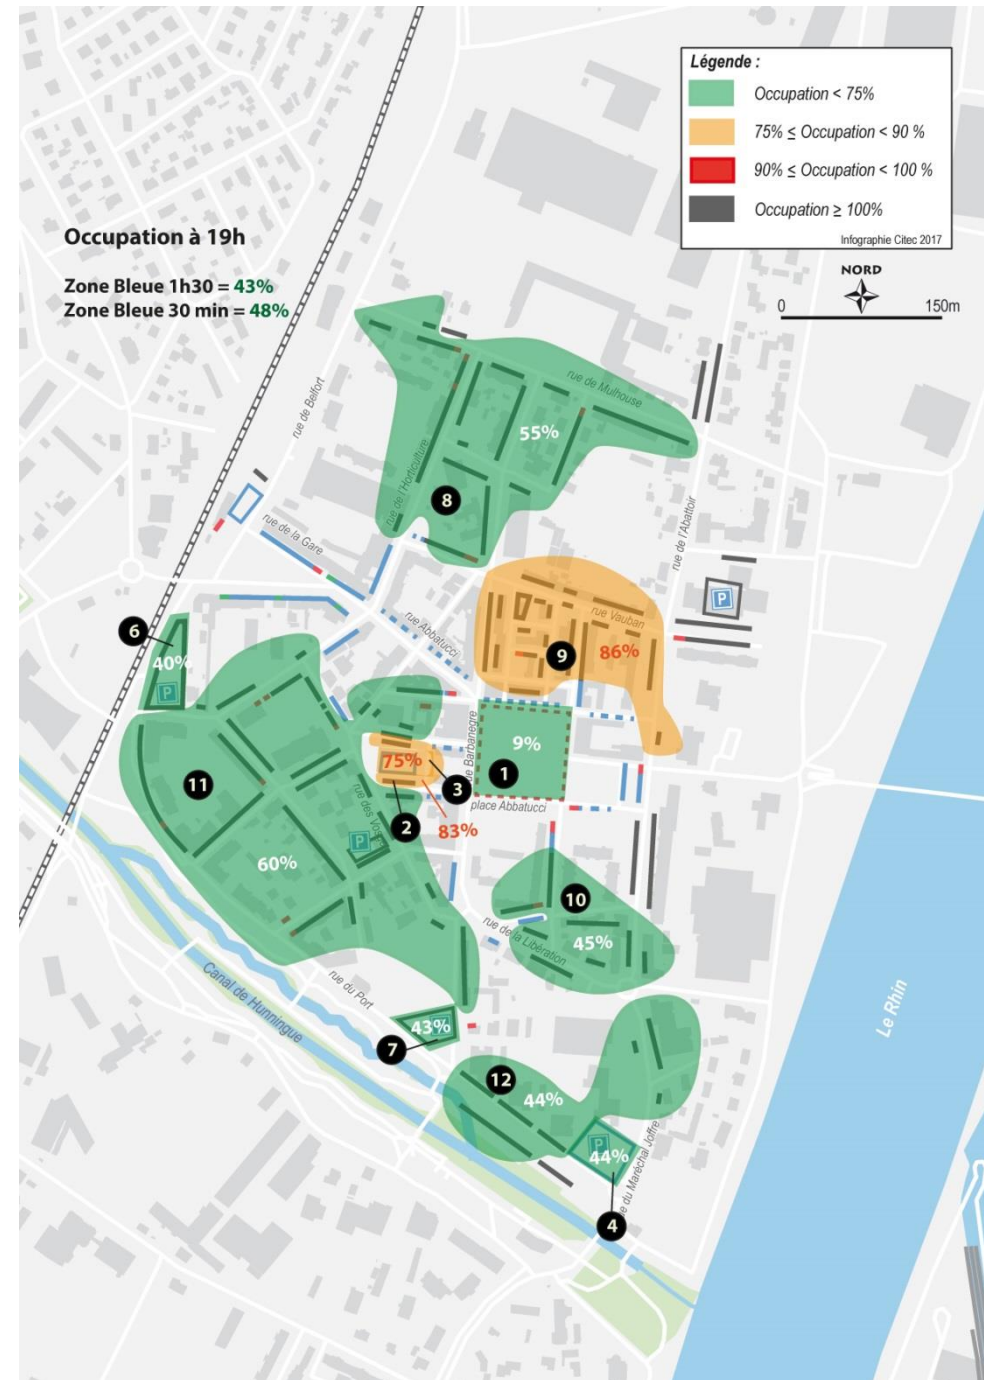 Légende :
Occupation < 75%
75% ≤ Occupation < 90 %
90% ≤ Occupation < 100 %
Occupation ≥ 100%
Infographie Citec 2017
NORD
0 150m
Occupation à 19h
Zone Bleue 1h30 = 43%
Zone Bleue 30 min = 48%
rue de Belfort
rue de Mulhouse
55%
rue de l'Horticulture
8
rue de la Gare
rue de l'Abattoir
P
rue Vauban
rue Abbatucci
6
40%
P
9
86%
9%
1
rue Barbanegre
75%
3
11
place Abbatucci
2
83%
rue des Vosges
P
60%
10
rue de la Libération
45%
Canal de Hunningue
rue du Port
Le Rhin
43%
7
12
44%
P
44%
rue du Maréchal Joffre
4